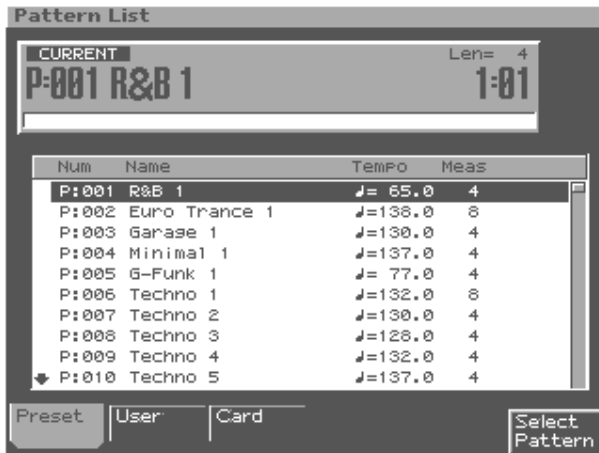 Pattern List
CURRENT Len= 4
P:001 R&B 1 1:01
Num Name Tempo Meas
P:001 R&B 1 ♩= 65.0 4
P:002 Euro Trance 1 ♩=138.0 8
P:003 Garage 1 ♩=130.0 4
P:004 Minimal 1 ♩=137.0 4
P:005 G-Funk 1 ♩= 77.0 4
P:006 Techno 1 ♩=132.0 8
P:007 Techno 2 ♩=130.0 4
P:008 Techno 3 ♩=128.0 4
P:009 Techno 4 ♩=132.0 4
P:010 Techno 5 ♩=137.0 4
Preset User Card Select
Pattern